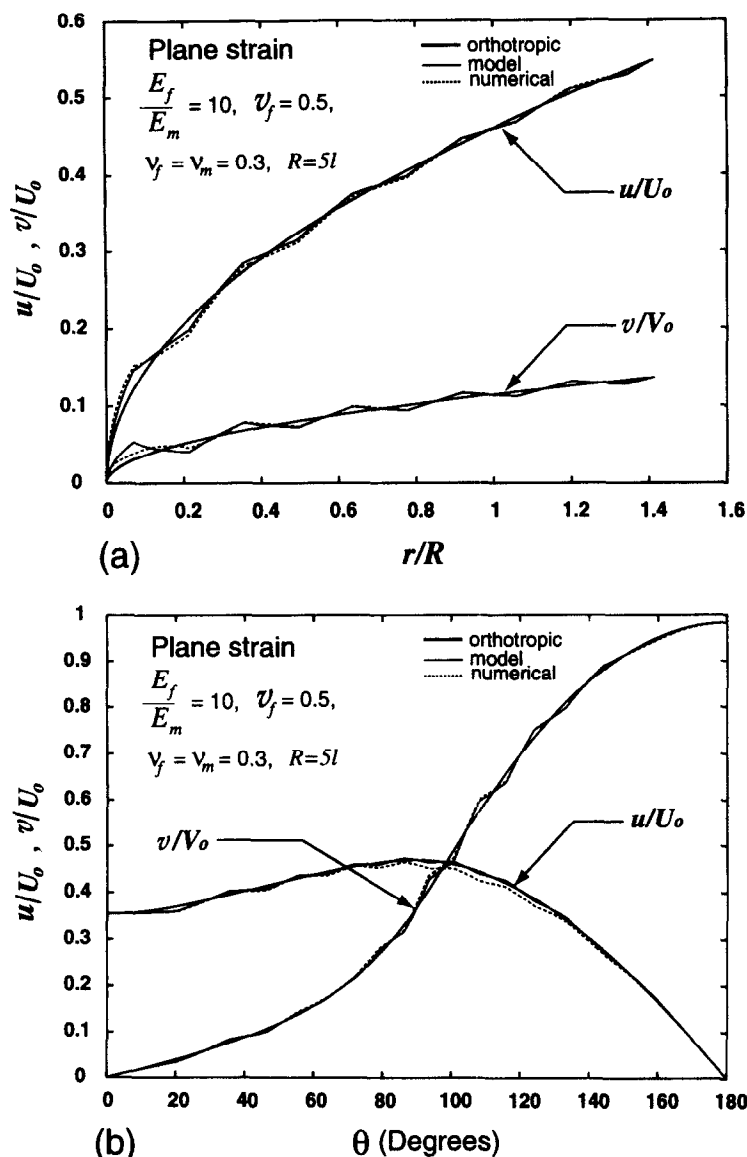 0.6
0.5
0.4
0.3
0.2
0.1
0
Plane strain
E_f / E_m = 10, 𝒱_f = 0.5,
ν_f = ν_m = 0.3, R=5l
orthotropic
model
numerical
u/U_o
v/V_o
u/U_o , v/U_o
0 0.2 0.4 0.6 0.8 1 1.2 1.4 1.6
(a) r/R
1
0.9
0.8
0.7
0.6
0.5
0.4
0.3
0.2
0.1
0
Plane strain
E_f / E_m = 10, 𝒱_f = 0.5,
ν_f = ν_m = 0.3, R=5l
orthotropic
model
numerical
v/V_o
u/U_o
u/U_o , v/U_o
0 20 40 60 80 100 120 140 160 180
(b) θ (Degrees)